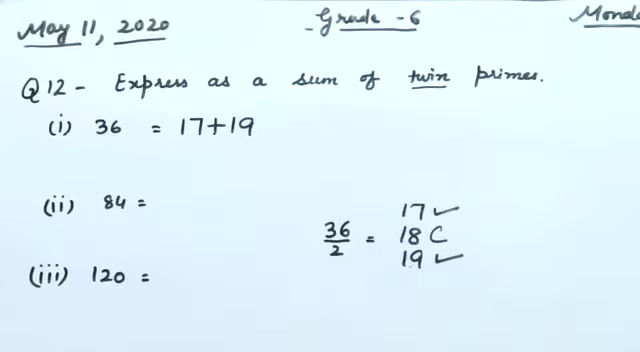 May 11, 2020 - Grade - 6
Q12 - Express as a sum of twin primes.
(i) 36 = 17+19
(ii) 84 =
(iii) 120 =
36/2 = 17 ✓
18 C
19 ✓